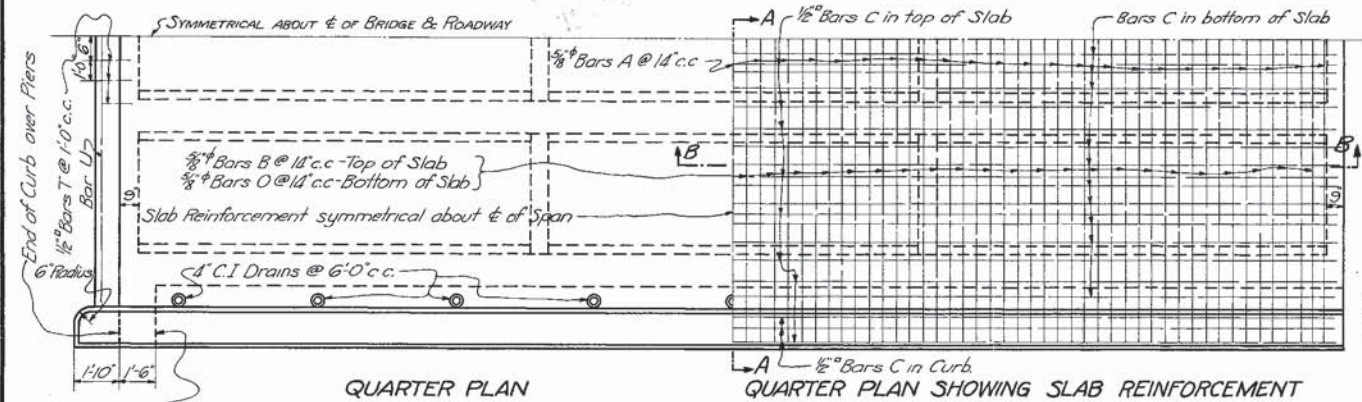 SYMMETRICAL ABOUT ℄ OF BRIDGE & ROADWAY
A
½"▫ Bars C in top of Slab
Bars C in bottom of Slab
6"
1'-0"
⅝"ᶲ Bars A @ 14" c.c
End of Curb over Piers
½"▫ Bars T @ 1'-0" c.c.
Bar U
⅝"ᶲ Bars B @ 14" c.c - Top of Slab
⅝"ᶲ Bars O @ 14" c.c - Bottom of Slab
B
B
9"
9"
Slab Reinforcement symmetrical about ℄ of Span
6" Radius
4" C.I Drains @ 6'-0" c.c.
1'-10"
1'-6"
A
½"▫ Bars C in Curb.
QUARTER PLAN
QUARTER PLAN SHOWING SLAB REINFORCEMENT